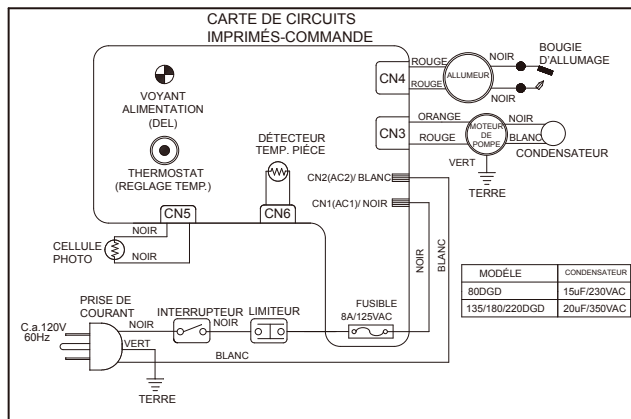 CARTE DE CIRCUITS
IMPRIMÉS-COMMANDE
VOYANT
ALIMENTATION
(DEL)
THERMOSTAT
(REGLAGE TEMP.)
DÉTECTEUR
TEMP. PIÉCE
CN4
ROUGE
ROUGE
ALLUMEUR
NOIR
NOIR
BOUGIE
D'ALLUMAGE
CN3
ORANGE
ROUGE
MOTEUR
DE
POMPE
NOIR
BLANC
CONDENSATEUR
VERT
TERRE
CN2(AC2)/ BLANC
CN1(AC1)/ NOIR
CN5
CN6
NOIR
NOIR
CELLULE
PHOTO
NOIR
BLANC
MODÉLE CONDENSATEUR
80DGD 15uF/230VAC
135/180/220DGD 20uF/350VAC
PRISE DE
COURANT
C.a.120V
60Hz
NOIR
INTERRUPTEUR
NOIR
LIMITEUR
FUSIBLE
8A/125VAC
VERT
BLANC
TERRE